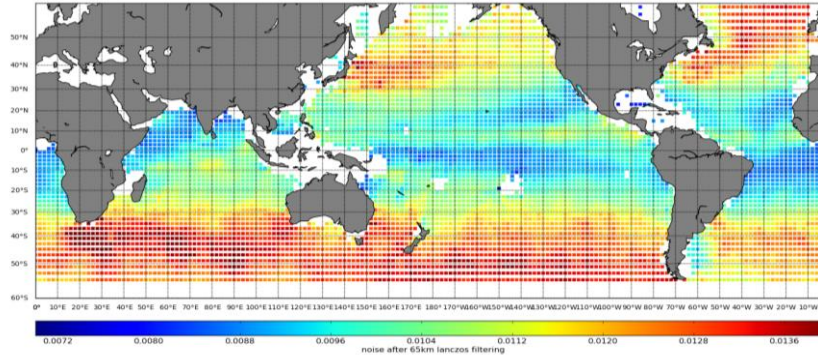 50°N
40°N
30°N
20°N
10°N
0°
10°S
20°S
30°S
40°S
50°S
60°S
0°E 10°E 20°E 30°E 40°E 50°E 60°E 70°E 80°E 90°E 100°E 110°E 120°E 130°E 140°E 150°E 160°E 170°E 180° 170°W 160°W 150°W 140°W 130°W 120°W 110°W 100°W 90°W 80°W 70°W 60°W 50°W 40°W 30°W 20°W 10°W
0.0072 0.0080 0.0088 0.0096 0.0104 0.0112 0.0120 0.0128 0.0136
noise after 65km lanczos filtering